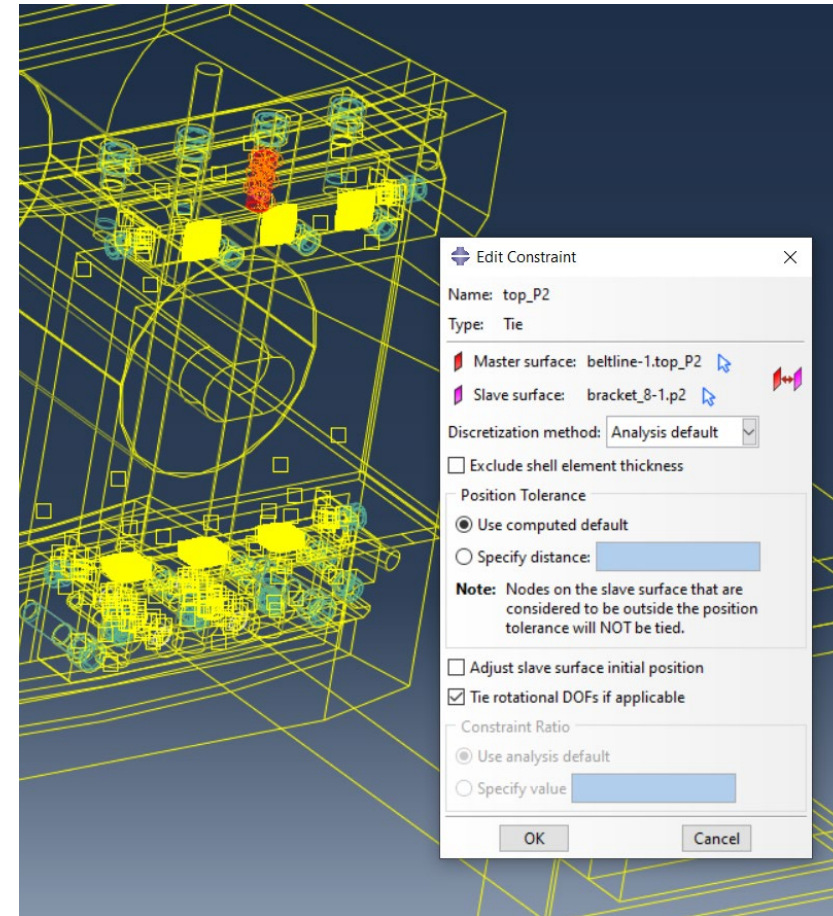 Edit Constraint
Name: top_P2
Type: Tie
Master surface: beltline-1.top_P2
Slave surface: bracket_8-1.p2
Discretization method: Analysis default
Exclude shell element thickness
Position Tolerance
Use computed default
Specify distance:
Note: Nodes on the slave surface that are
considered to be outside the position
tolerance will NOT be tied.
Adjust slave surface initial position
Tie rotational DOFs if applicable
Constraint Ratio
Use analysis default
Specify value
OK Cancel